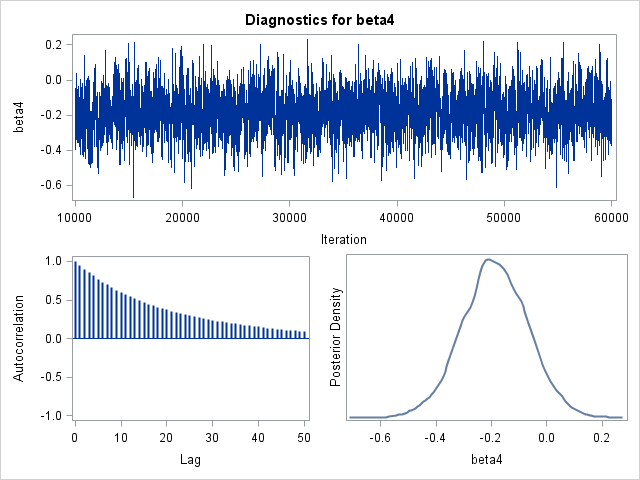 Diagnostics for beta4
beta4
0.2
0.0
-0.2
-0.4
-0.6
10000 20000 30000 40000 50000 60000
Iteration
Autocorrelation
1.0
0.5
0.0
-0.5
-1.0
0 10 20 30 40 50
Lag
Posterior Density
-0.6 -0.4 -0.2 0.0 0.2
beta4